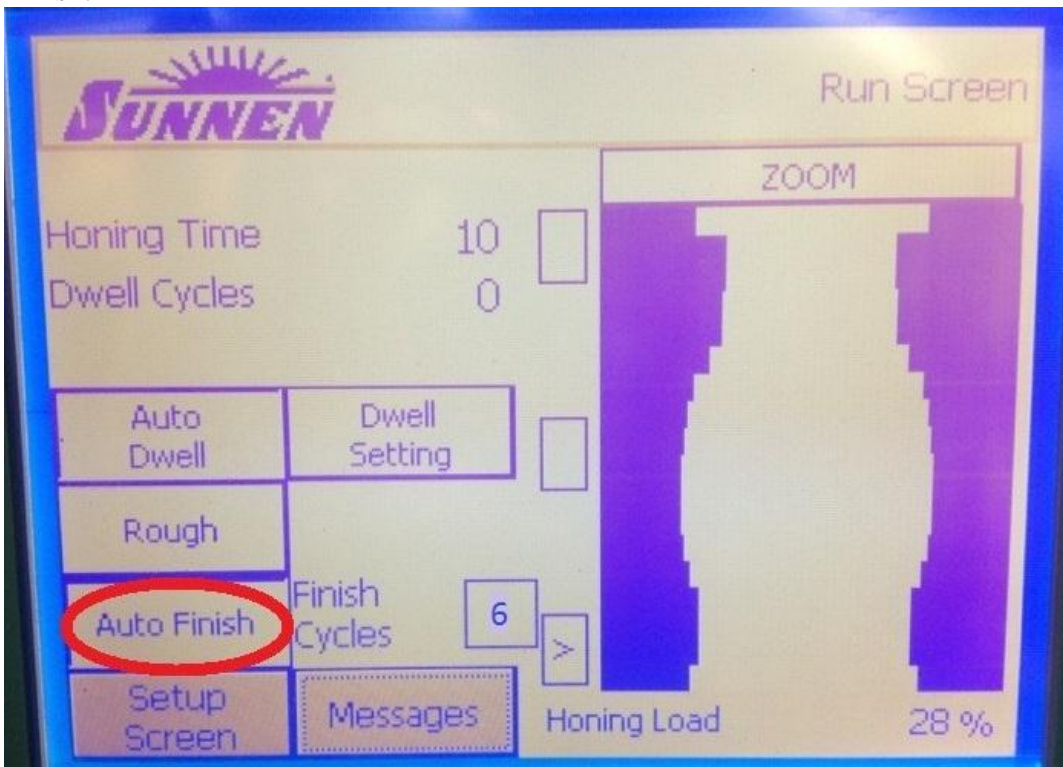 SUNNEN
Run Screen
ZOOM
Honing Time 10
Dwell Cycles 0
Auto
Dwell
Dwell
Setting
Rough
Auto Finish
Finish
Cycles
6
>
Setup
Screen
Messages
Honing Load 28 %